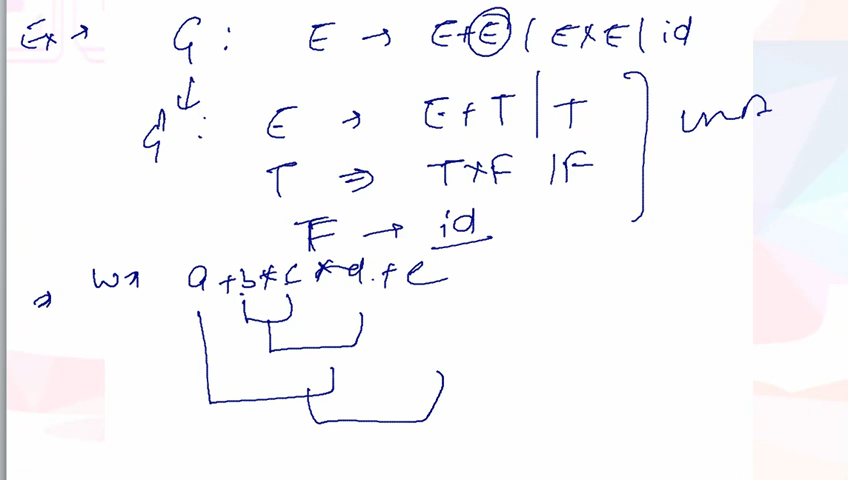 Ex → G : E → E+E | E*E | id
↓
G' : E → E + T | T
T ⇒ T*F | F
F → id
⇒ w → a + b * c * d + e